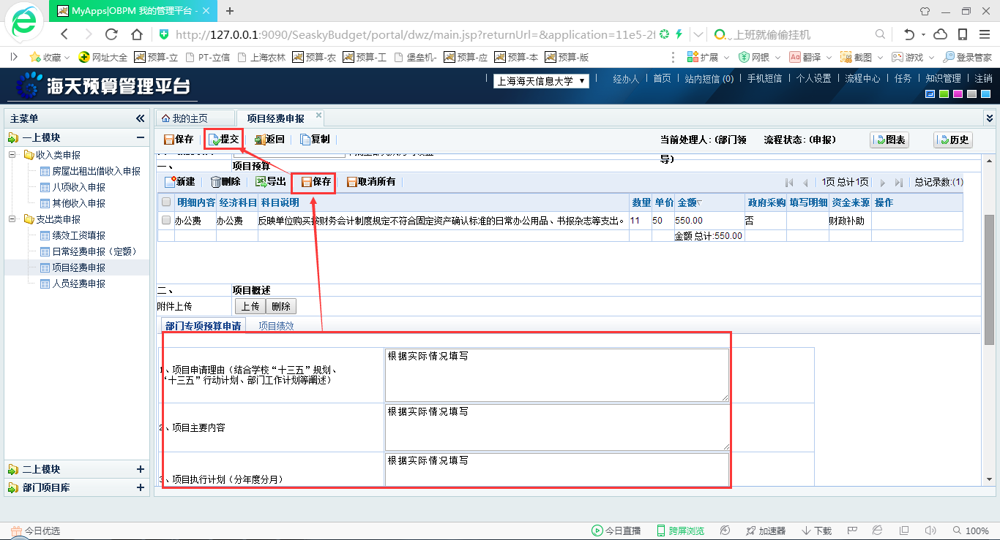 MyApps|OBPM 我的管理平台 -
http://127.0.0.1:9090/SeaskyBudget/portal/dwz/main.jsp?returnUrl=&application=11e5-2f
上班就偷偷挂机
收藏 网址大全 预算-立 PT-立信 上海农林 预算-农 预算-工 堡垒机- 预算-应 预算-本 预算-版 扩展 网银 翻译 截图 游戏 登录管家
海天预算管理平台
上海海天信息大学
经办人 首页 站内短信 (0) 手机短信 个人设置 流程中心 任务 知识管理 注销
主菜单
一上模块
收入类申报
房屋出租出借收入申报
八项收入申报
其他收入申报
支出类申报
绩效工资填报
日常经费申报（定额）
项目经费申报
人员经费申报
二上模块
部门项目库
我的主页 项目经费申报
保存 提交 返回 复制
当前处理人: (部门领导)
流程状态: (申报)
图表 历史
一、 项目预算
新建 删除 导出 保存 取消所有
1页 总计1页 总记录数:(1)
明细内容 经济科目 科目说明 数量 单价 金额 政府采购 填写明细 资金来源 操作
办公费 办公费 反映单位购买按财务会计制度规定不符合固定资产确认标准的日常办公用品、书报杂志等支出。 11 50 550.00 否 财政补助
金额 总计:550.00
二、 项目概述
附件上传 上传 删除
部门专项预算申请 项目绩效
1、项目申请理由（结合学校“十三五”规划、
“十三五”行动计划、部门工作计划等阐述）
根据实际情况填写
2、项目主要内容
根据实际情况填写
3、项目执行计划（分年度分月）
根据实际情况填写
今日优选 今日直播 跨屏浏览 加速器 下载 100%